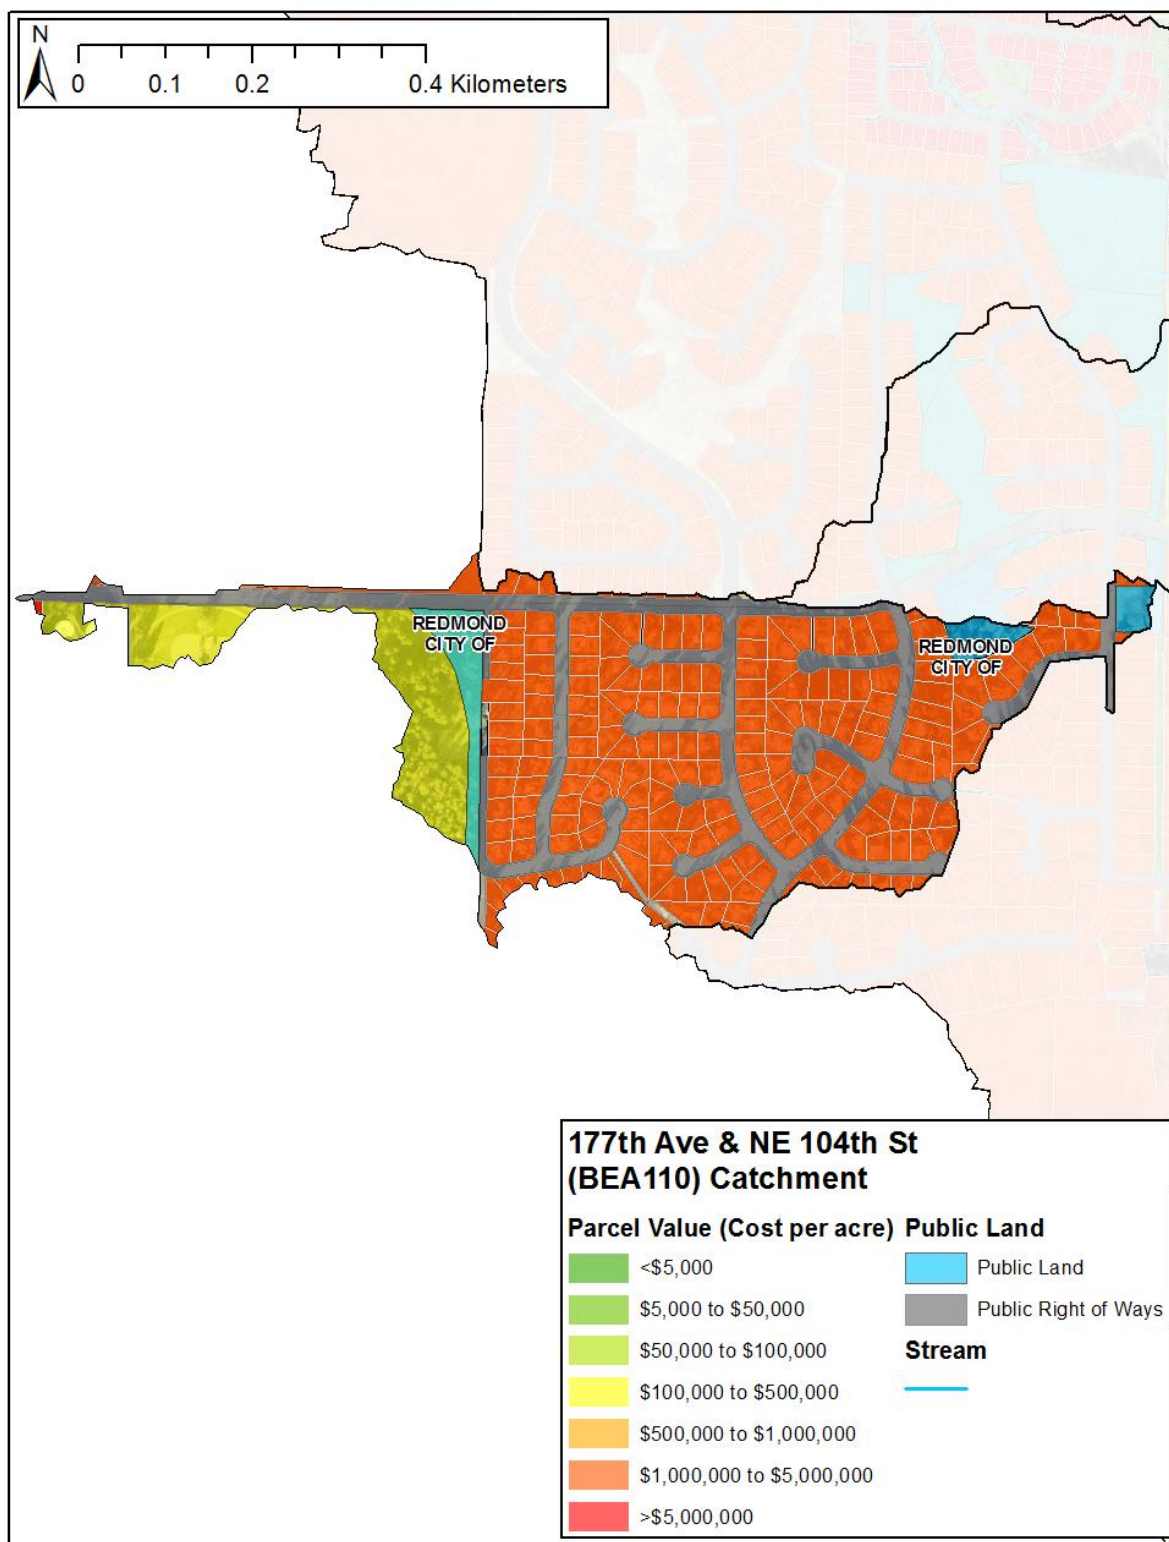 N
0 0.1 0.2 0.4 Kilometers
REDMOND
CITY OF
REDMOND
CITY OF
177th Ave & NE 104th St
(BEA110) Catchment
Parcel Value (Cost per acre)
<$5,000
$5,000 to $50,000
$50,000 to $100,000
$100,000 to $500,000
$500,000 to $1,000,000
$1,000,000 to $5,000,000
>$5,000,000
Public Land
Public Land
Public Right of Ways
Stream